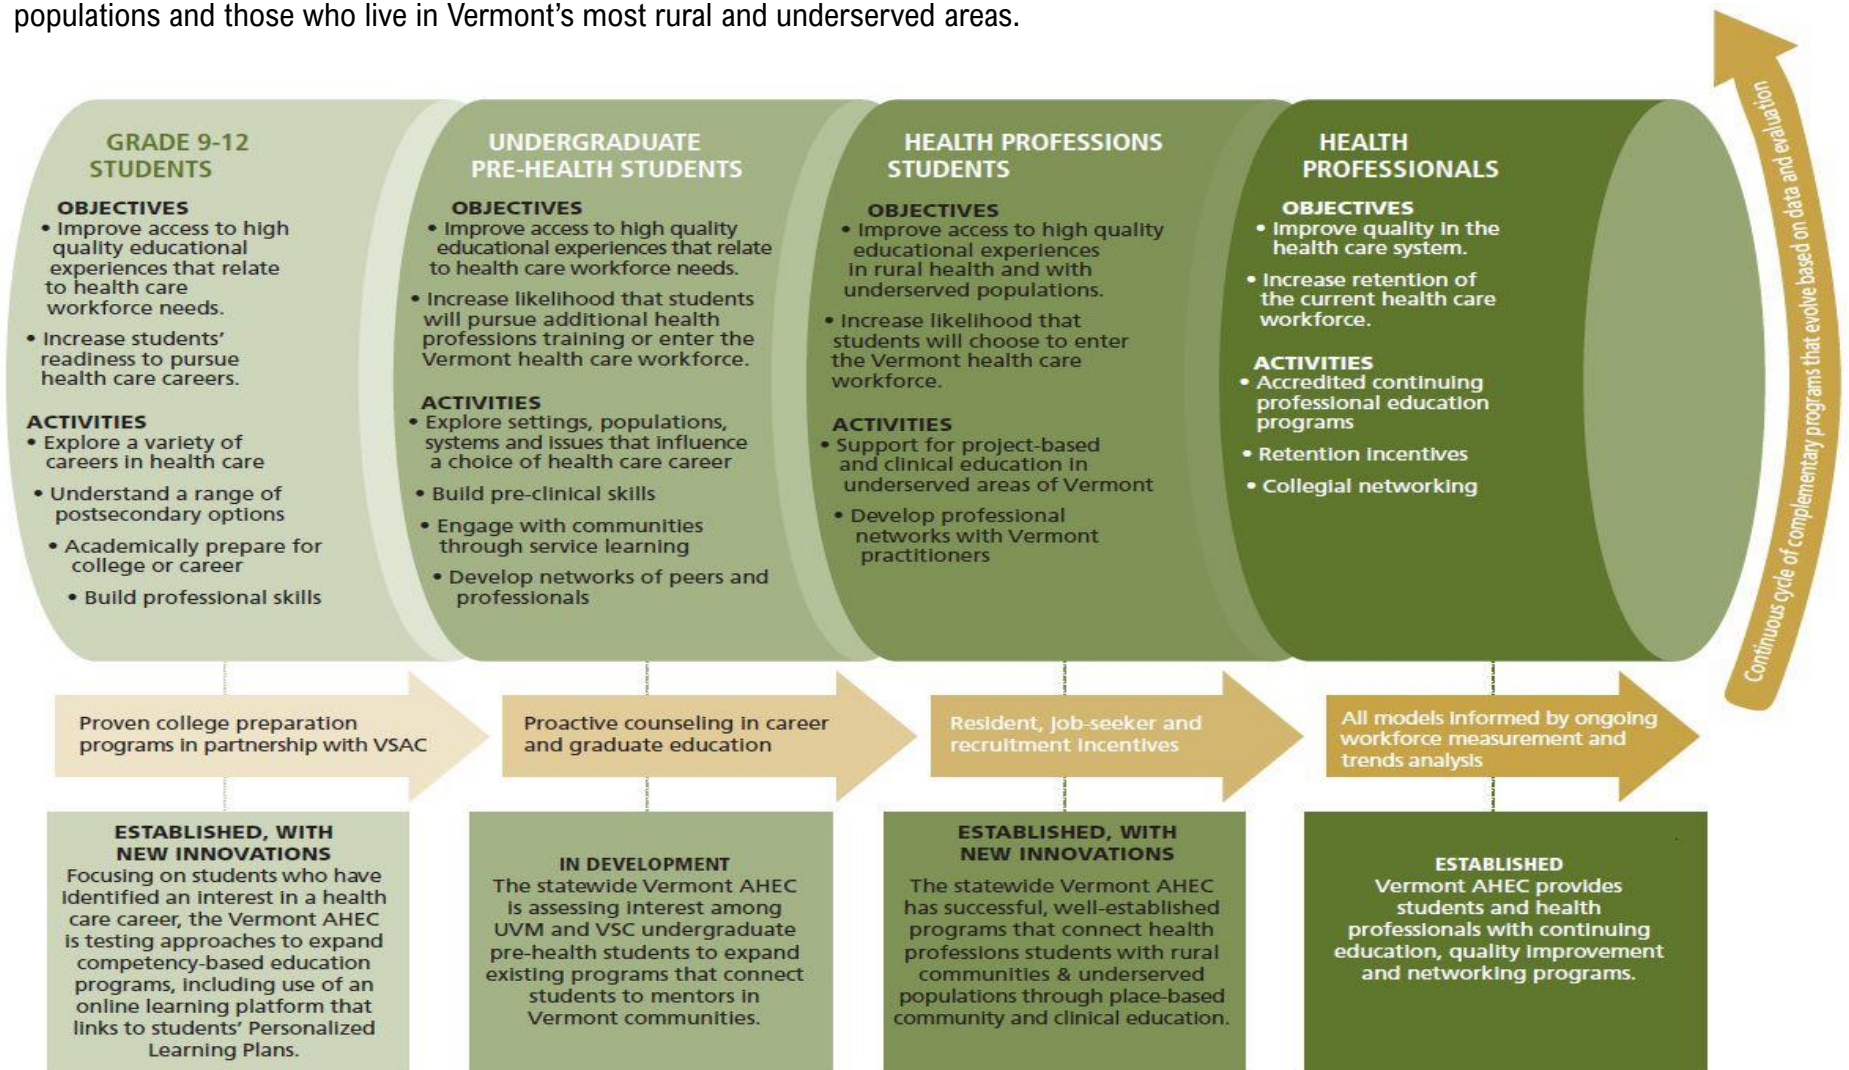 populations and those who live in Vermont's most rural and underserved areas.
GRADE 9-12
STUDENTS
OBJECTIVES
• Improve access to high
quality educational
experiences that relate
to health care
workforce needs.
• Increase students'
readiness to pursue
health care careers.
ACTIVITIES
• Explore a variety of
careers in health care
• Understand a range of
postsecondary options
• Academically prepare for
college or career
• Build professional skills
UNDERGRADUATE
PRE-HEALTH STUDENTS
OBJECTIVES
• Improve access to high quality
educational experiences that relate
to health care workforce needs.
• Increase likelihood that students
will pursue additional health
professions training or enter the
Vermont health care workforce.
ACTIVITIES
• Explore settings, populations,
systems and issues that influence
a choice of health care career
• Build pre-clinical skills
• Engage with communities
through service learning
• Develop networks of peers and
professionals
HEALTH PROFESSIONS
STUDENTS
OBJECTIVES
• Improve access to high quality
educational experiences
in rural health and with
underserved populations.
• Increase likelihood that
students will choose to enter
the Vermont health care
workforce.
ACTIVITIES
• Support for project-based
and clinical education in
underserved areas of Vermont
• Develop professional
networks with Vermont
practitioners
HEALTH
PROFESSIONALS
OBJECTIVES
• Improve quality in the
health care system.
• Increase retention of
the current health care
workforce.
ACTIVITIES
• Accredited continuing
professional education
programs
• Retention incentives
• Collegial networking
Continuous cycle of complementary programs that evolve based on data and evaluation
Proven college preparation
programs in partnership with VSAC
Proactive counseling in career
and graduate education
Resident, job-seeker and
recruitment incentives
All models informed by ongoing
workforce measurement and
trends analysis
ESTABLISHED, WITH
NEW INNOVATIONS
Focusing on students who have
identified an interest in a health
care career, the Vermont AHEC
is testing approaches to expand
competency-based education
programs, including use of an
online learning platform that
links to students' Personalized
Learning Plans.
IN DEVELOPMENT
The statewide Vermont AHEC
is assessing interest among
UVM and VSC undergraduate
pre-health students to expand
existing programs that connect
students to mentors in
Vermont communities.
ESTABLISHED, WITH
NEW INNOVATIONS
The statewide Vermont AHEC
has successful, well-established
programs that connect health
professions students with rural
communities & underserved
populations through place-based
community and clinical education.
ESTABLISHED
Vermont AHEC provides
students and health
professionals with continuing
education, quality improvement
and networking programs.